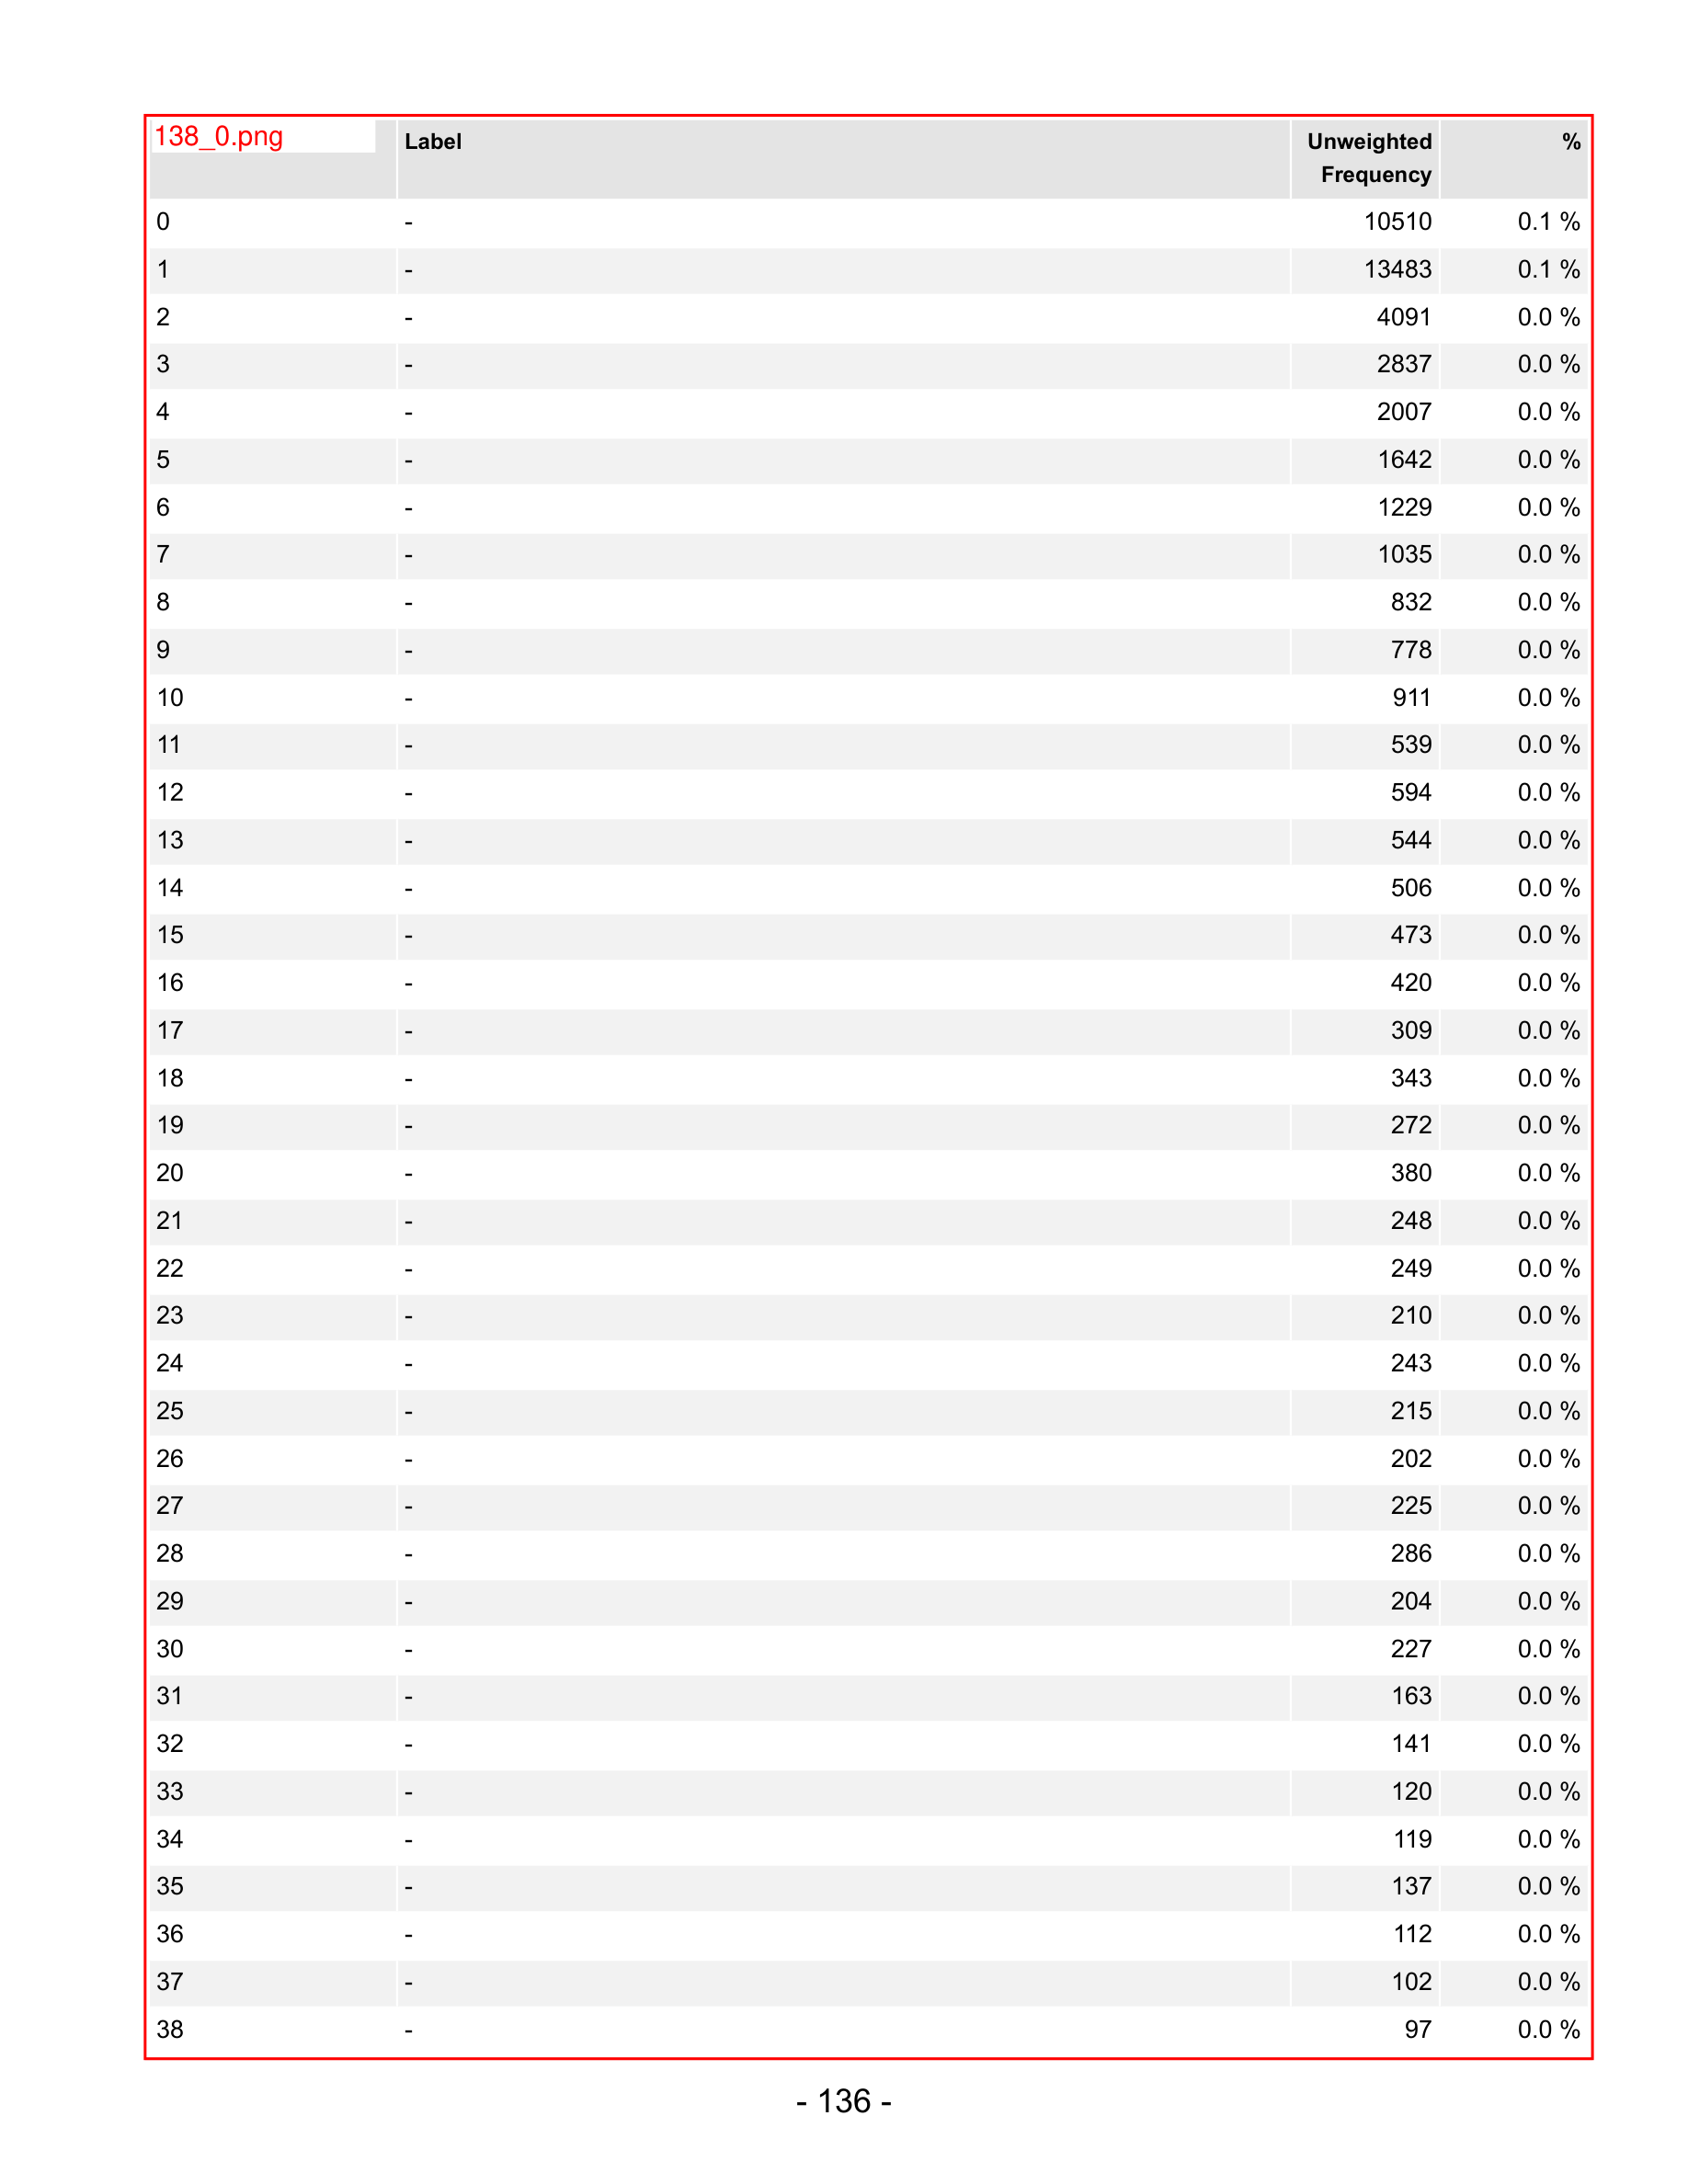 138_0.png Label Unweighted Frequency %
0 - 10510 0.1 %
1 - 13483 0.1 %
2 - 4091 0.0 %
3 - 2837 0.0 %
4 - 2007 0.0 %
5 - 1642 0.0 %
6 - 1229 0.0 %
7 - 1035 0.0 %
8 - 832 0.0 %
9 - 778 0.0 %
10 - 911 0.0 %
11 - 539 0.0 %
12 - 594 0.0 %
13 - 544 0.0 %
14 - 506 0.0 %
15 - 473 0.0 %
16 - 420 0.0 %
17 - 309 0.0 %
18 - 343 0.0 %
19 - 272 0.0 %
20 - 380 0.0 %
21 - 248 0.0 %
22 - 249 0.0 %
23 - 210 0.0 %
24 - 243 0.0 %
25 - 215 0.0 %
26 - 202 0.0 %
27 - 225 0.0 %
28 - 286 0.0 %
29 - 204 0.0 %
30 - 227 0.0 %
31 - 163 0.0 %
32 - 141 0.0 %
33 - 120 0.0 %
34 - 119 0.0 %
35 - 137 0.0 %
36 - 112 0.0 %
37 - 102 0.0 %
38 - 97 0.0 %
- 136 -